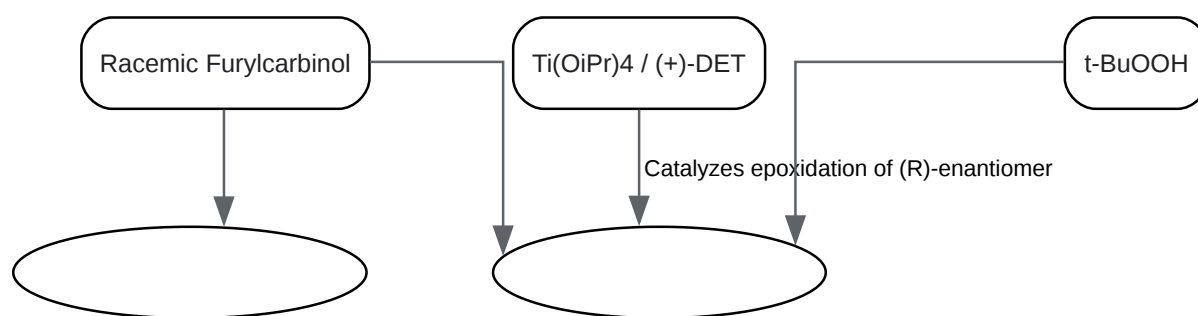 Racemic Furylcarbinol
Ti(OiPr)4 / (+)-DET
t-BuOOH
Catalyzes epoxidation of (R)-enantiomer